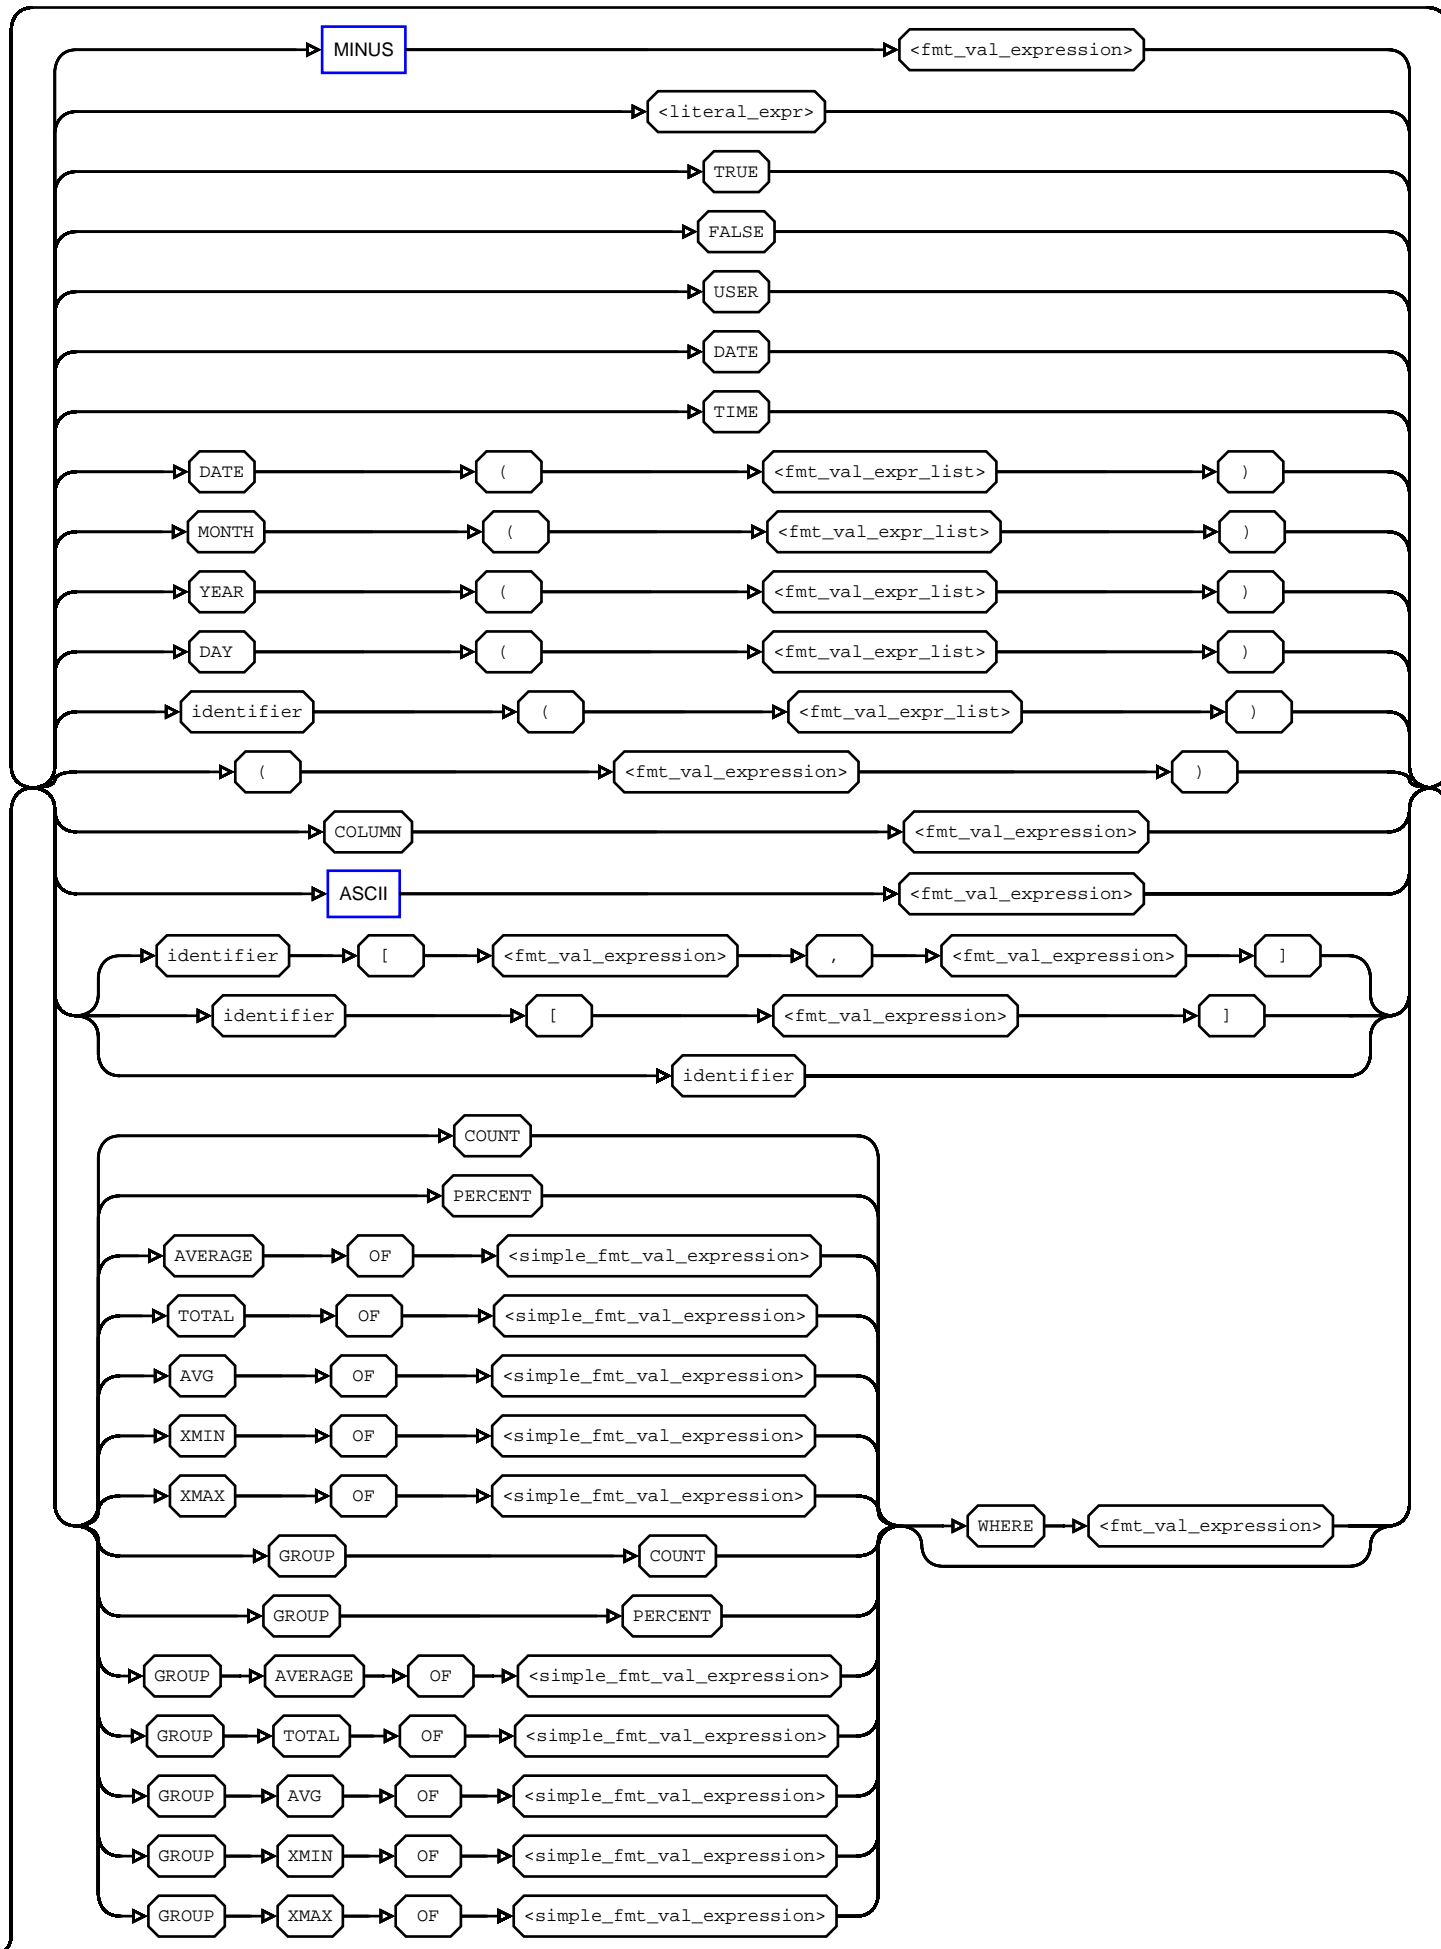 MINUS <fmt_val_expression>
<literal_expr>
TRUE
FALSE
USER
DATE
TIME
DATE ( <fmt_val_expr_list> )
MONTH ( <fmt_val_expr_list> )
YEAR ( <fmt_val_expr_list> )
DAY ( <fmt_val_expr_list> )
identifier ( <fmt_val_expr_list> )
( <fmt_val_expression> )
COLUMN <fmt_val_expression>
ASCII <fmt_val_expression>
identifier [ <fmt_val_expression> , <fmt_val_expression> ]
identifier [ <fmt_val_expression> ]
identifier
COUNT
PERCENT
AVERAGE OF <simple_fmt_val_expression>
TOTAL OF <simple_fmt_val_expression>
AVG OF <simple_fmt_val_expression>
XMIN OF <simple_fmt_val_expression>
XMAX OF <simple_fmt_val_expression>
WHERE <fmt_val_expression>
GROUP COUNT
GROUP PERCENT
GROUP AVERAGE OF <simple_fmt_val_expression>
GROUP TOTAL OF <simple_fmt_val_expression>
GROUP AVG OF <simple_fmt_val_expression>
GROUP XMIN OF <simple_fmt_val_expression>
GROUP XMAX OF <simple_fmt_val_expression>